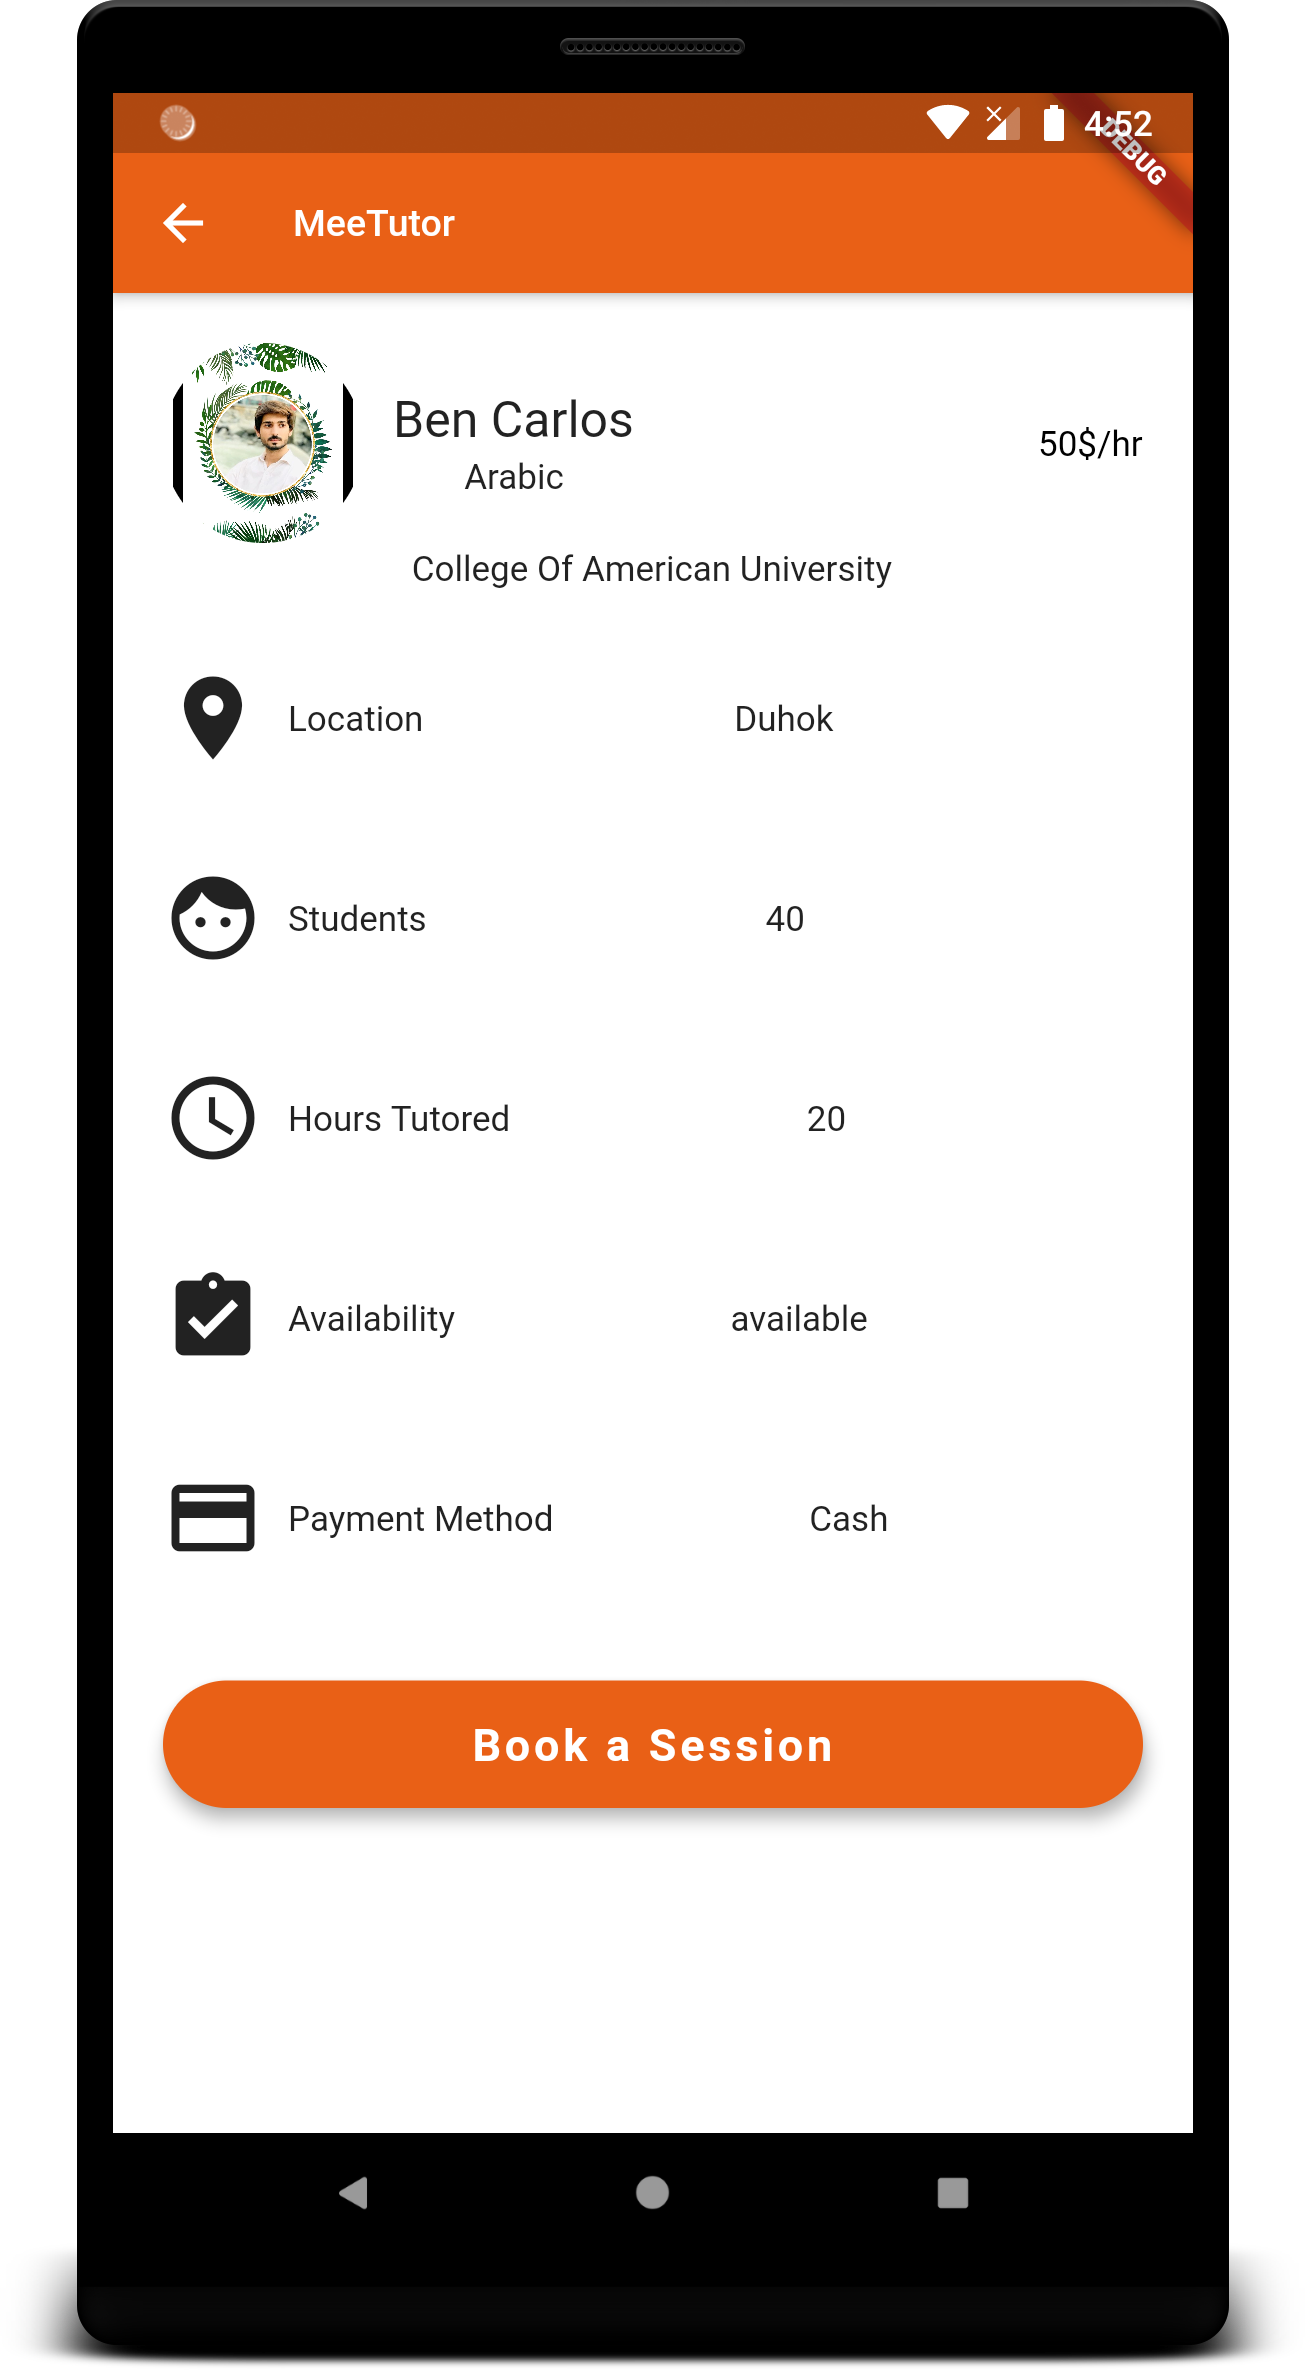 4:52
DEBUG
MeeTutor
Ben Carlos
50$/hr
Arabic
College Of American University
Location Duhok
Students 40
Hours Tutored 20
Availability available
Payment Method Cash
Book a Session